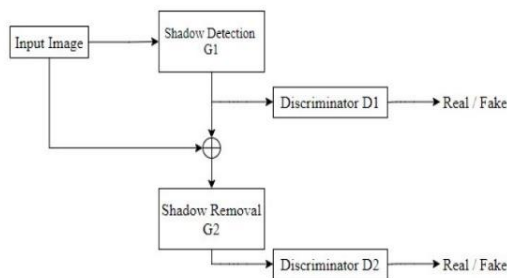 Shadow Detection
G1
Input Image
Discriminator D1
Real / Fake
Shadow Removal
G2
Discriminator D2
Real / Fake